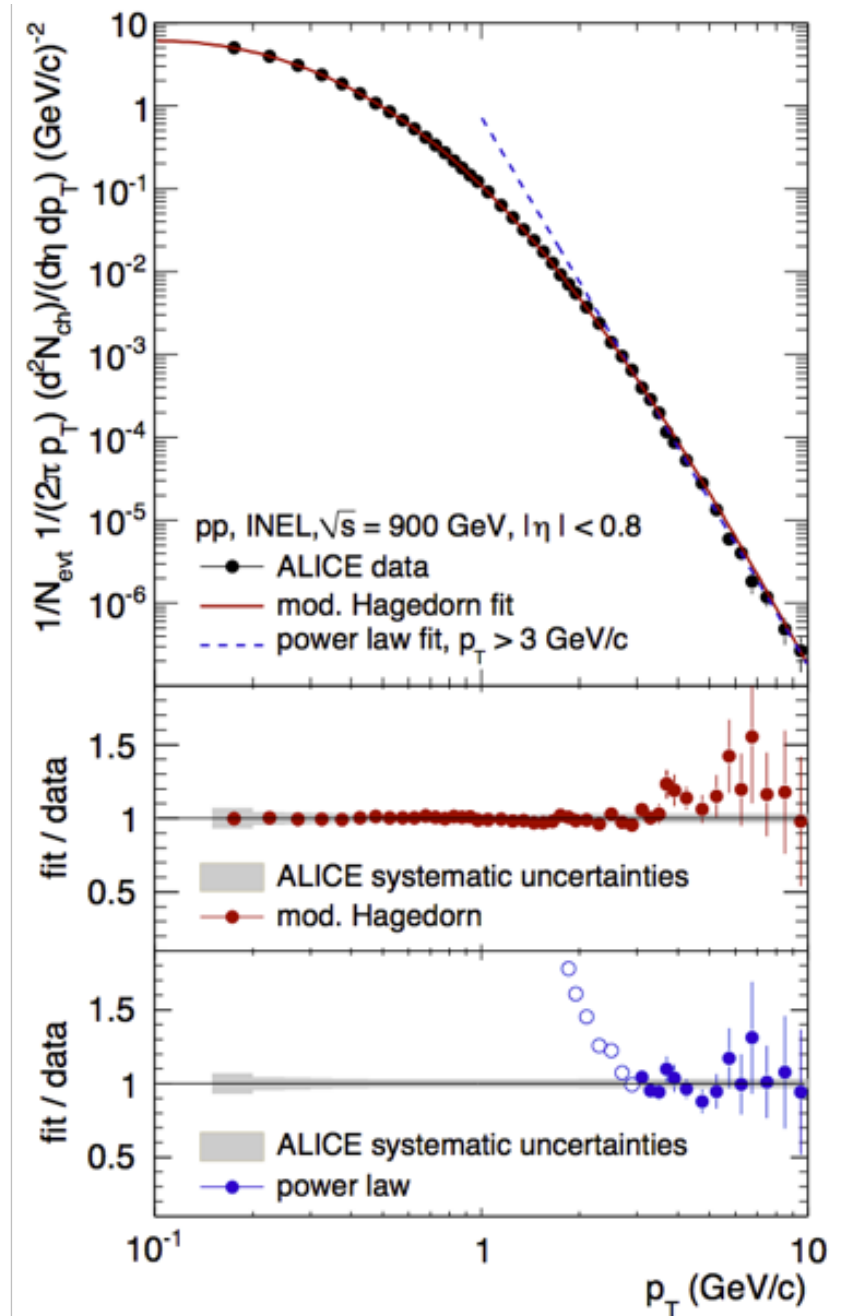 10
1
10⁻¹
10⁻²
10⁻³
10⁻⁴
10⁻⁵
10⁻⁶
1/N_evt 1/(2π p_T) (d²N_ch)/(dη dp_T) (GeV/c)⁻²
pp, INEL,√s = 900 GeV, |η| < 0.8
ALICE data
mod. Hagedorn fit
power law fit, p_T > 3 GeV/c
1.5
1
0.5
fit / data
ALICE systematic uncertainties
mod. Hagedorn
1.5
1
0.5
fit / data
ALICE systematic uncertainties
power law
10⁻¹ 1 10
p_T (GeV/c)